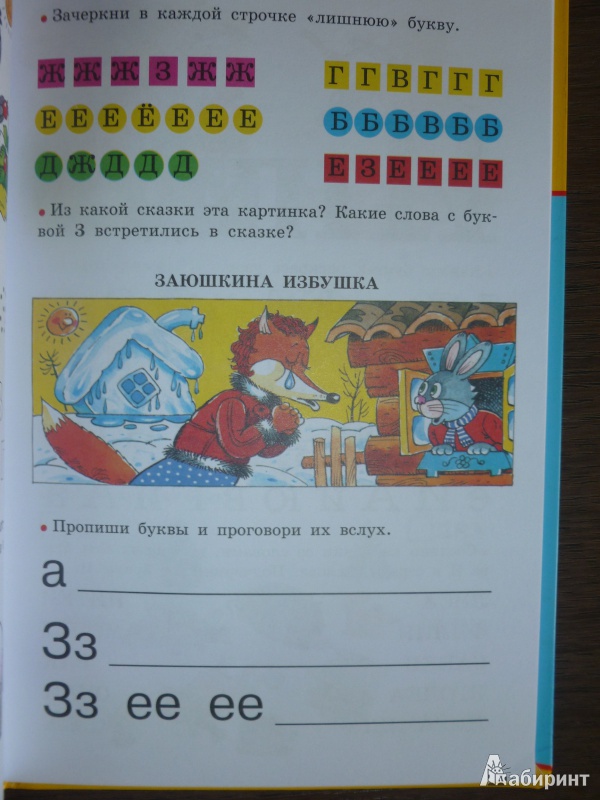 • Зачеркни в каждой строчке «лишнюю» букву.
Ж Ж Ж З Ж Ж
Г Г В Г Г Г
Е Е Е Ё Е Е Е
Б Б Б В Б Б
Д Ж Д Д Д
Е З Е Е Е Е
• Из какой сказки эта картинка? Какие слова с бук-
вой З встретились в сказке?
ЗАЮШКИНА ИЗБУШКА
• Пропиши буквы и проговори их вслух.
а
Зз
Зз ее ее
Лабиринт